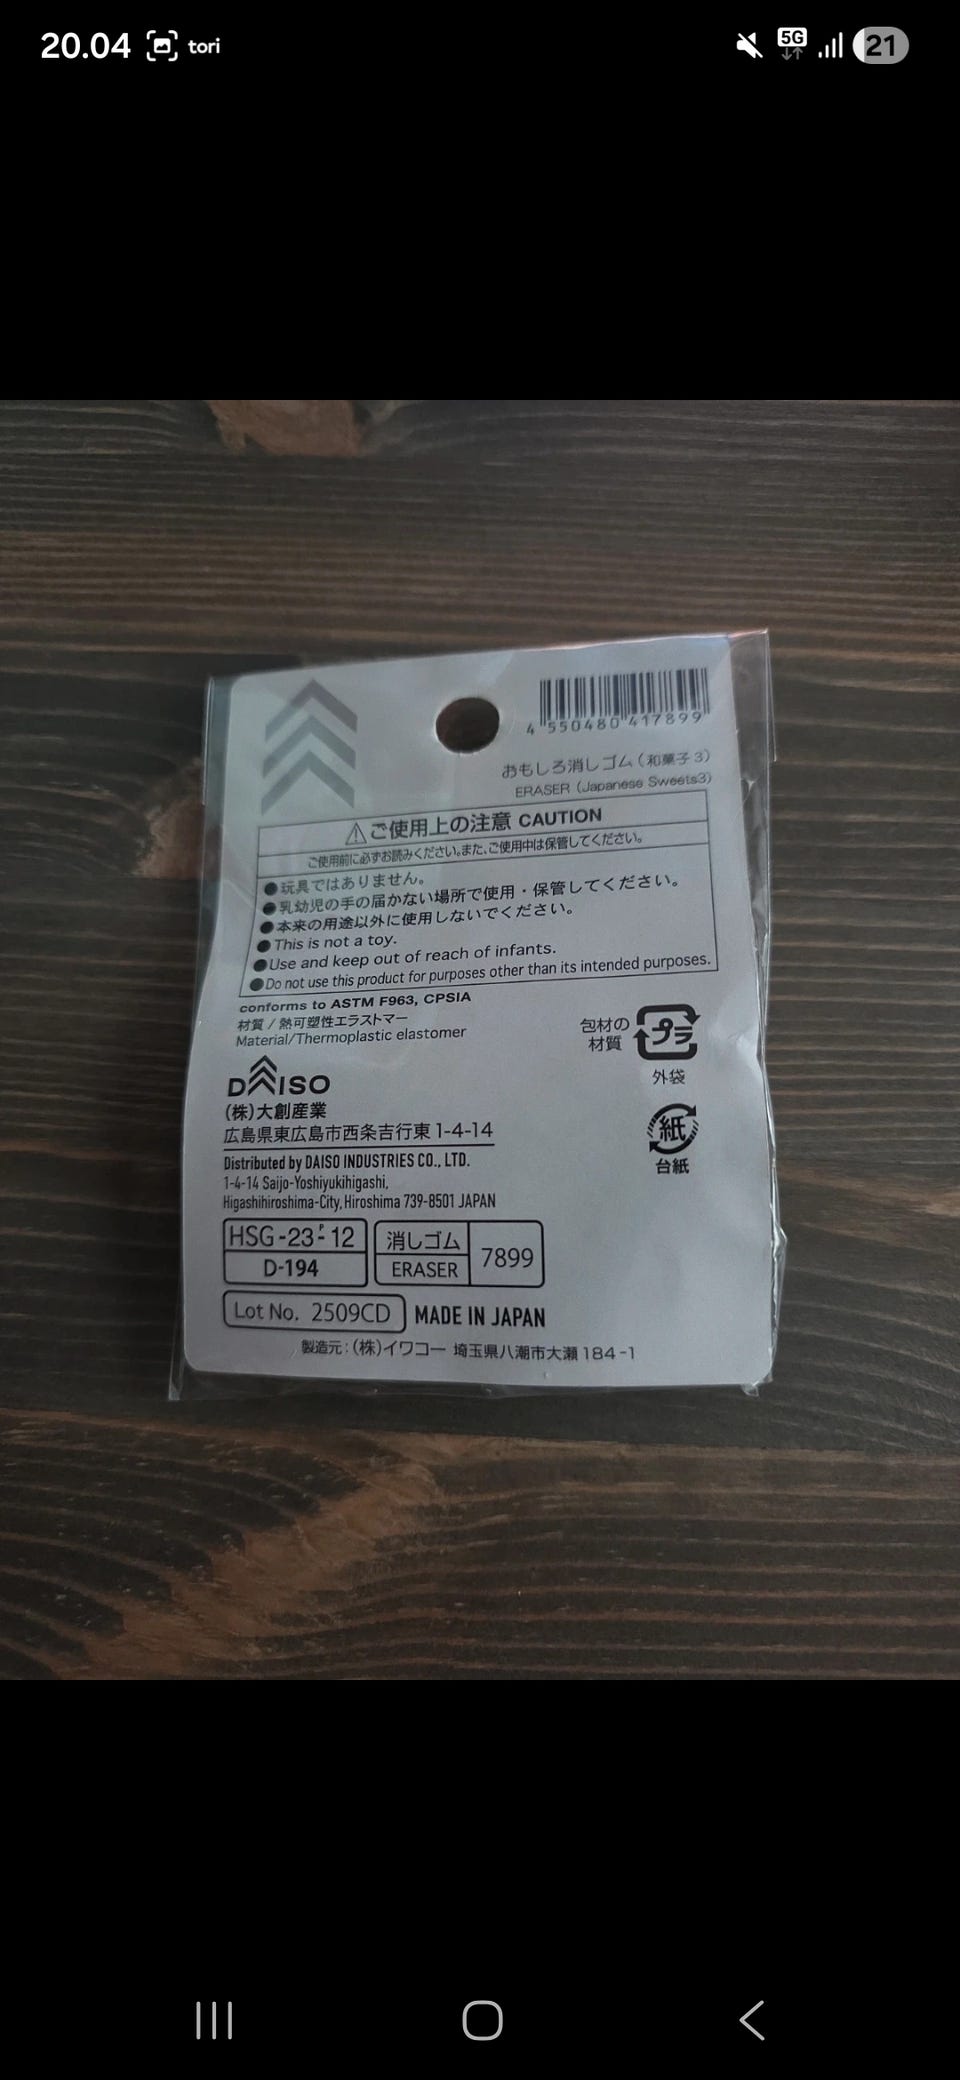 20.04 tori 5G 21
4 550480 417899
おもしろ消しゴム(和菓子3)
ERASER (Japanese Sweets3)
⚠ご使用上の注意 CAUTION
ご使用前に必ずお読みください。また、ご使用中は保管してください。
●玩具ではありません。
●乳幼児の手の届かない場所で使用・保管してください。
●本来の用途以外に使用しないでください。
●This is not a toy.
●Use and keep out of reach of infants.
●Do not use this product for purposes other than its intended purposes.
conforms to ASTM F963, CPSIA
材質/熱可塑性エラストマー
Material/Thermoplastic elastomer
包材の
材質
プラ
外袋
紙
台紙
DAISO
(株)大創産業
広島県東広島市西条吉行東1-4-14
Distributed by DAISO INDUSTRIES CO., LTD.
1-4-14 Saijo-Yoshiyukihigashi,
Higashihiroshima-City, Hiroshima 739-8501 JAPAN
HSG-23-P-12
D-194
消しゴム
ERASER
7899
Lot No. 2509CD MADE IN JAPAN
製造元:(株)イワコー 埼玉県八潮市大瀬184-1